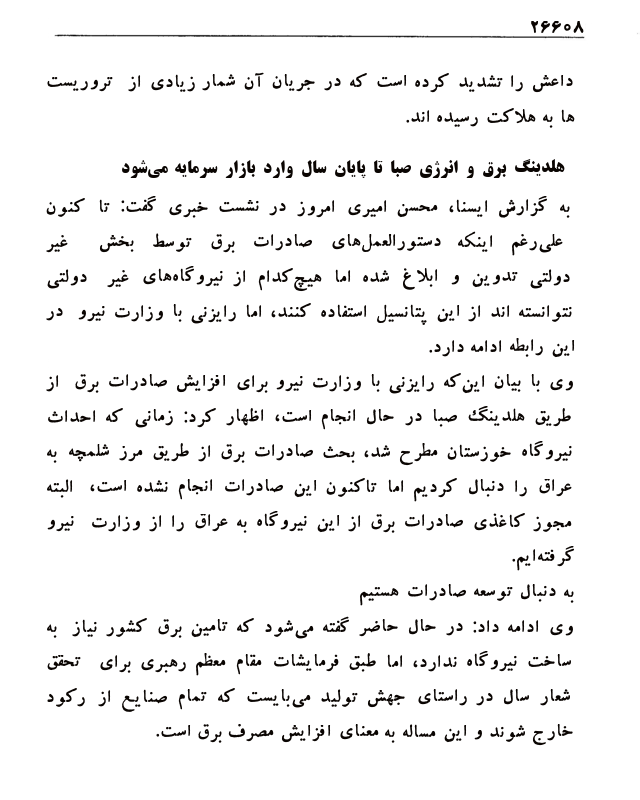 ۲۶۶۰۸
داعش را تشدید کرده است که در جریان آن شمار زیادی از تروریست
ها به هلاکت رسیده اند.
هلدینگ برق و انرژی صبا تا پایان سال وارد بازار سرمایه می‌شود
به گزارش ایسنا، محسن امیری امروز در نشست خبری گفت: تا کنون
علی‌رغم اینکه دستورالعمل‌های صادرات برق توسط بخش غیر
دولتی تدوین و ابلاغ شده اما هیچ‌کدام از نیروگاه‌های غیر دولتی
نتوانسته اند از این پتانسیل استفاده کنند، اما رایزنی با وزارت نیرو در
این رابطه ادامه دارد.
وی با بیان این‌که رایزنی با وزارت نیرو برای افزایش صادرات برق از
طریق هلدینگ صبا در حال انجام است، اظهار کرد: زمانی که احداث
نیروگاه خوزستان مطرح شد، بحث صادرات برق از طریق مرز شلمچه به
عراق را دنبال کردیم اما تاکنون این صادرات انجام نشده است، البته
مجوز کاغذی صادرات برق از این نیروگاه به عراق را از وزارت نیرو
گرفته‌ایم.
به دنبال توسعه صادرات هستیم
وی ادامه داد: در حال حاضر گفته می‌شود که تامین برق کشور نیاز به
ساخت نیروگاه ندارد، اما طبق فرمایشات مقام معظم رهبری برای تحقق
شعار سال در راستای جهش تولید می‌بایست که تمام صنایع از رکود
خارج شوند و این مساله به معنای افزایش مصرف برق است.